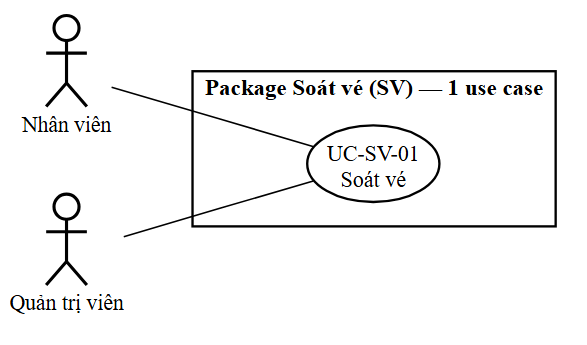 Package Soát vé (SV) — 1 use case
Nhân viên
UC-SV-01
Soát vé
Quản trị viên